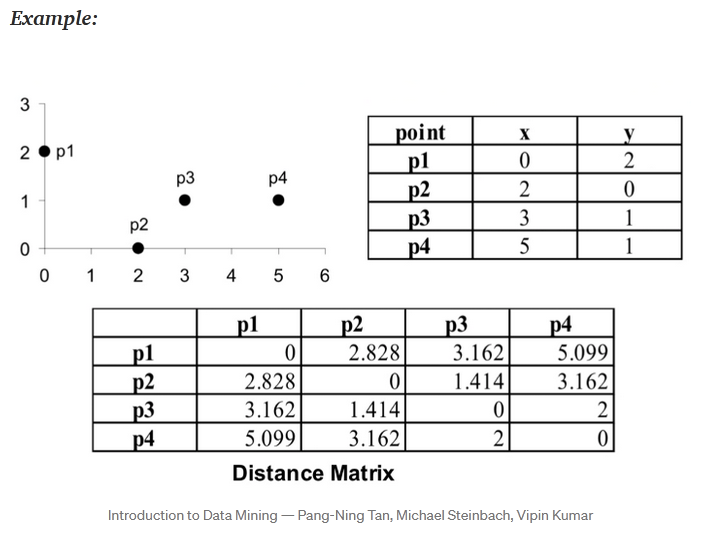 Example:
3
2 p1
p3 p4
1
p2
0
0 1 2 3 4 5 6
point x y
p1 0 2
p2 2 0
p3 3 1
p4 5 1
p1 p2 p3 p4
p1 0 2.828 3.162 5.099
p2 2.828 0 1.414 3.162
p3 3.162 1.414 0 2
p4 5.099 3.162 2 0
Distance Matrix
Introduction to Data Mining — Pang-Ning Tan, Michael Steinbach, Vipin Kumar